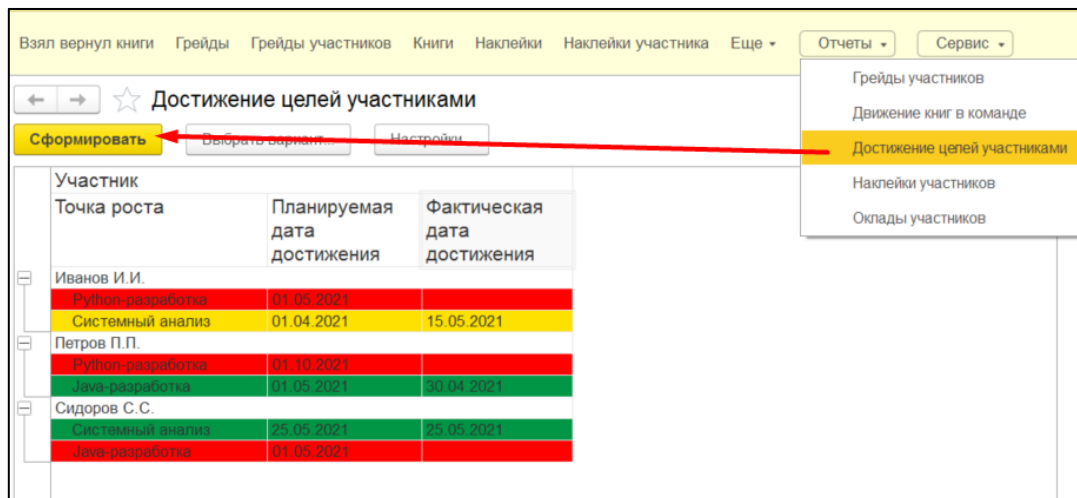 Взял вернул книги Грейды Грейды участников Книги Наклейки Наклейки участника Еще Отчеты Сервис
Грейды участников
Движение книг в команде
Достижение целей участниками
Наклейки участников
Оклады участников
Достижение целей участниками
Сформировать Выбрать вариант... Настройки...
Участник
Точка роста Планируемая дата достижения Фактическая дата достижения
Иванов И.И.
Python-разработка 01.05.2021
Системный анализ 01.04.2021 15.05.2021
Петров П.П.
Python-разработка 01.10.2021
Java-разработка 01.05.2021 30.04.2021
Сидоров С.С.
Системный анализ 25.05.2021 25.05.2021
Java-разработка 01.05.2021